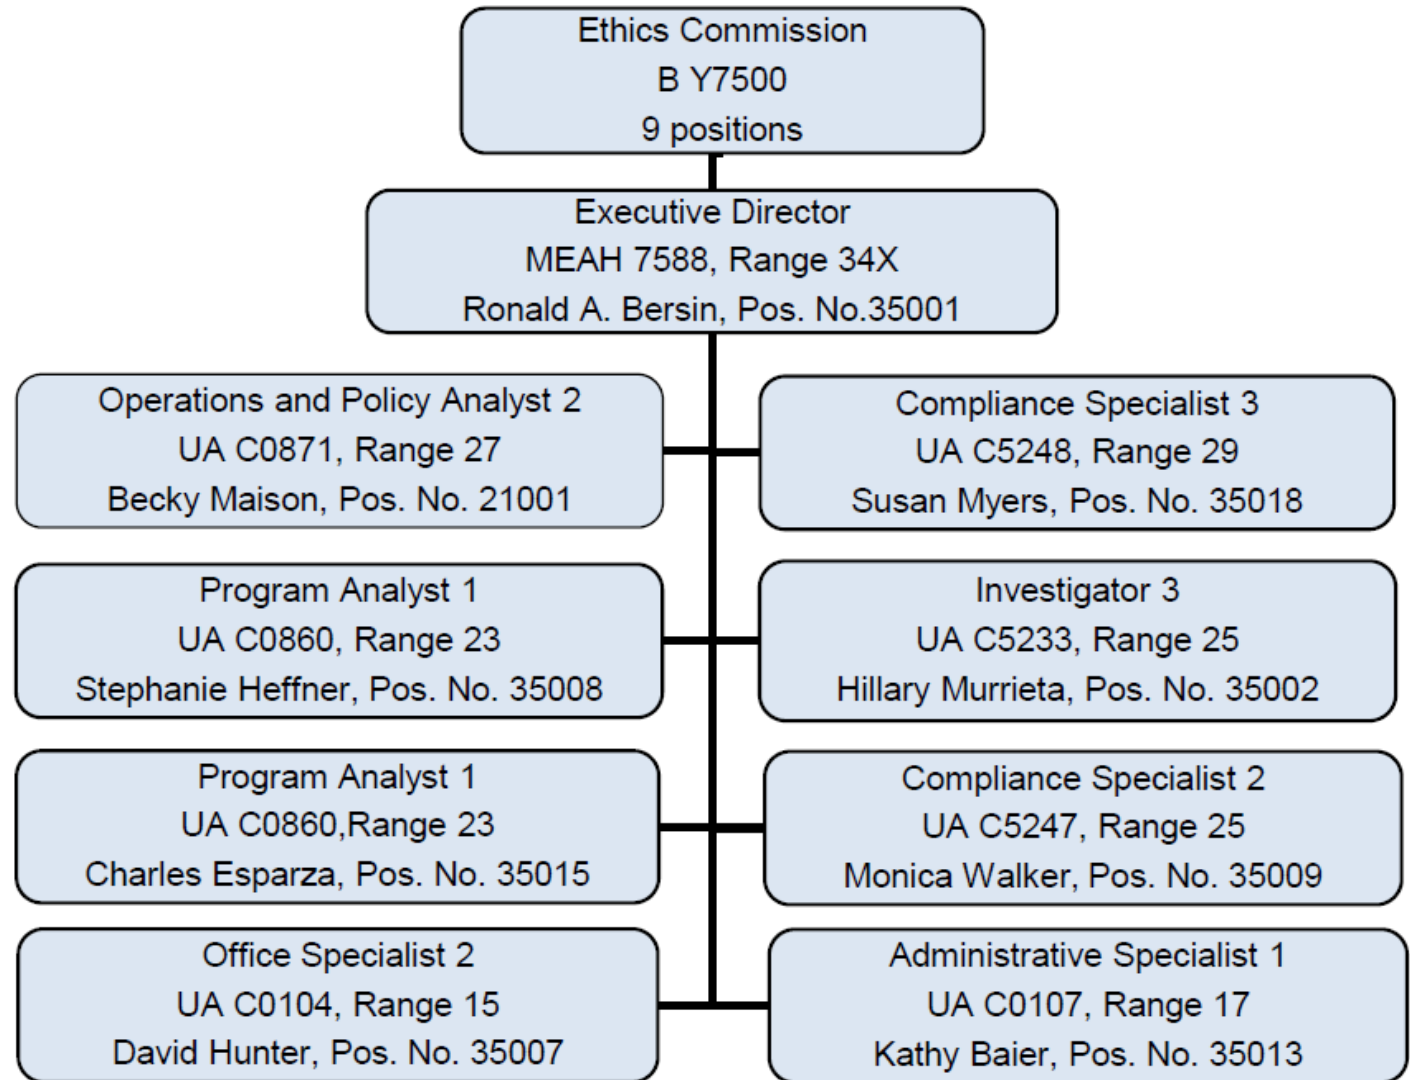 Ethics Commission
B Y7500
9 positions
Executive Director
MEAH 7588, Range 34X
Ronald A. Bersin, Pos. No.35001
Operations and Policy Analyst 2
UA C0871, Range 27
Becky Maison, Pos. No. 21001
Compliance Specialist 3
UA C5248, Range 29
Susan Myers, Pos. No. 35018
Program Analyst 1
UA C0860, Range 23
Stephanie Heffner, Pos. No. 35008
Investigator 3
UA C5233, Range 25
Hillary Murrieta, Pos. No. 35002
Program Analyst 1
UA C0860,Range 23
Charles Esparza, Pos. No. 35015
Compliance Specialist 2
UA C5247, Range 25
Monica Walker, Pos. No. 35009
Office Specialist 2
UA C0104, Range 15
David Hunter, Pos. No. 35007
Administrative Specialist 1
UA C0107, Range 17
Kathy Baier, Pos. No. 35013